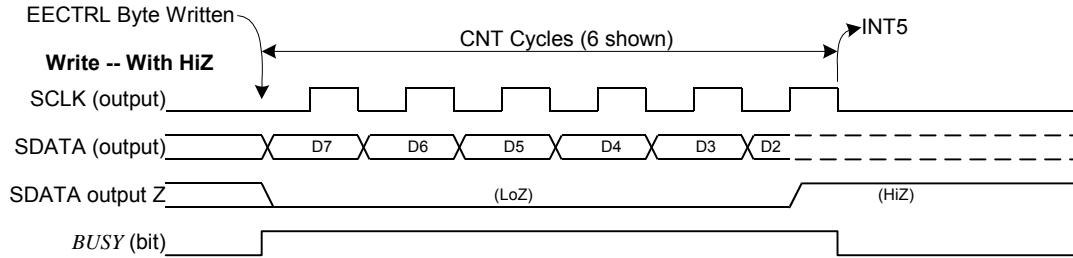 EECTRL Byte Written
CNT Cycles (6 shown)
INT5
Write -- With HiZ
SCLK (output)
SDATA (output)
D7 D6 D5 D4 D3 D2
SDATA output Z
(LoZ)
(HiZ)
BUSY (bit)